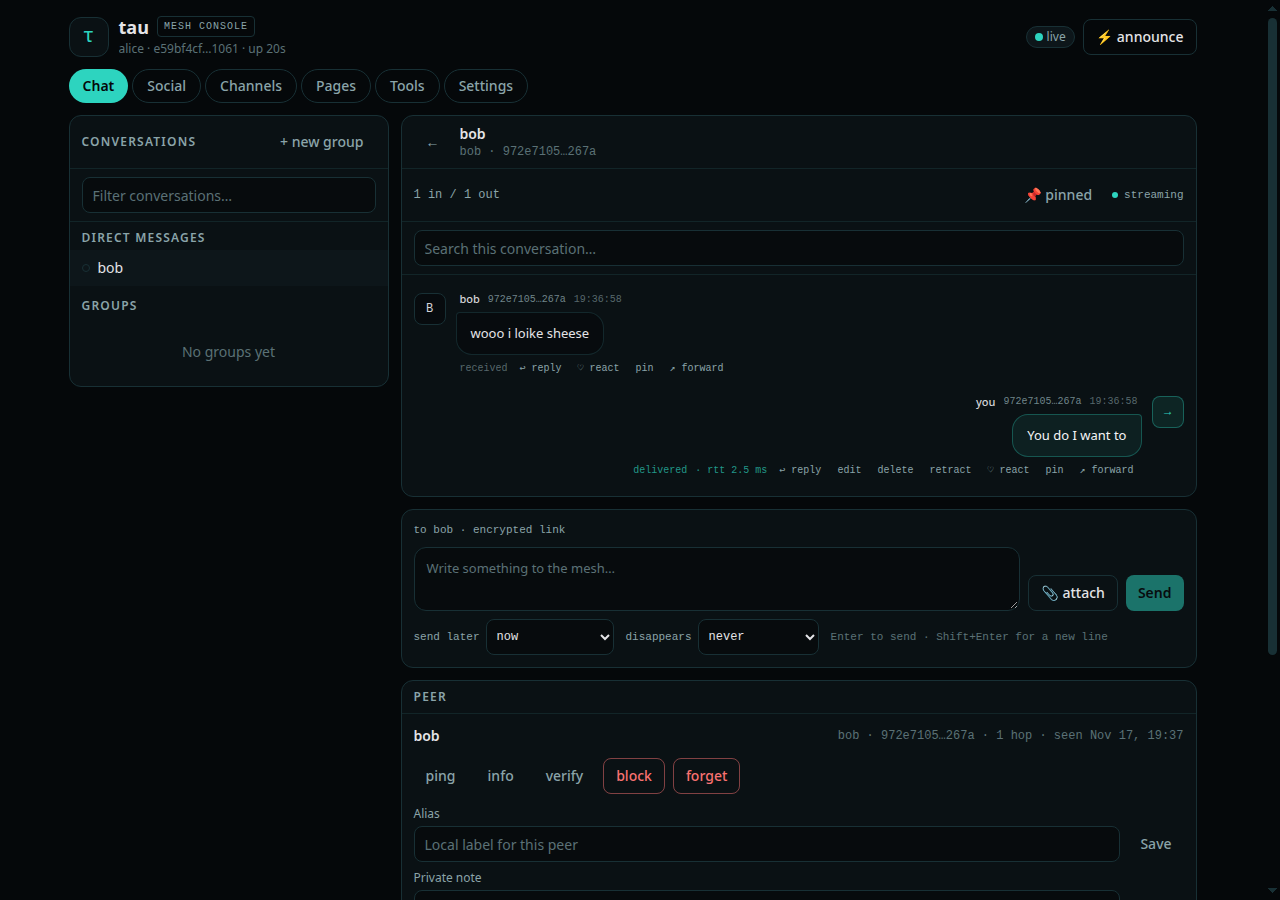 τ
tau MESH CONSOLE
alice · e59bf4cf…1061 · up 20s
live
⚡ announce
Chat Social Channels Pages Tools Settings
CONVERSATIONS
+ new group
Filter conversations…
DIRECT MESSAGES
bob
GROUPS
No groups yet
←
bob
bob · 972e7105…267a
1 in / 1 out
📌 pinned
streaming
Search this conversation…
B
bob 972e7105…267a 19:36:58
wooo i loike sheese
received ↩ reply ♡ react pin ↗ forward
you 972e7105…267a 19:36:58
→
You do I want to
delivered · rtt 2.5 ms ↩ reply edit delete retract ♡ react pin ↗ forward
to bob · encrypted link
Write something to the mesh…
📎 attach
Send
send later now disappears never Enter to send · Shift+Enter for a new line
PEER
bob
bob · 972e7105…267a · 1 hop · seen Nov 17, 19:37
ping info verify block forget
Alias
Local label for this peer
Save
Private note